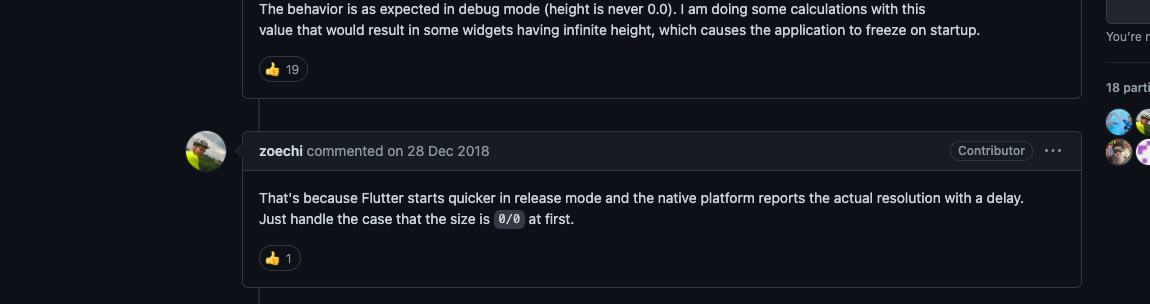 The behavior is as expected in debug mode (height is never 0.0). I am doing some calculations with this
value that would result in some widgets having infinite height, which causes the application to freeze on startup.
👍 19
zoechi commented on 28 Dec 2018
Contributor
That's because Flutter starts quicker in release mode and the native platform reports the actual resolution with a delay.
Just handle the case that the size is 0/0 at first.
👍 1
You're
18 parti